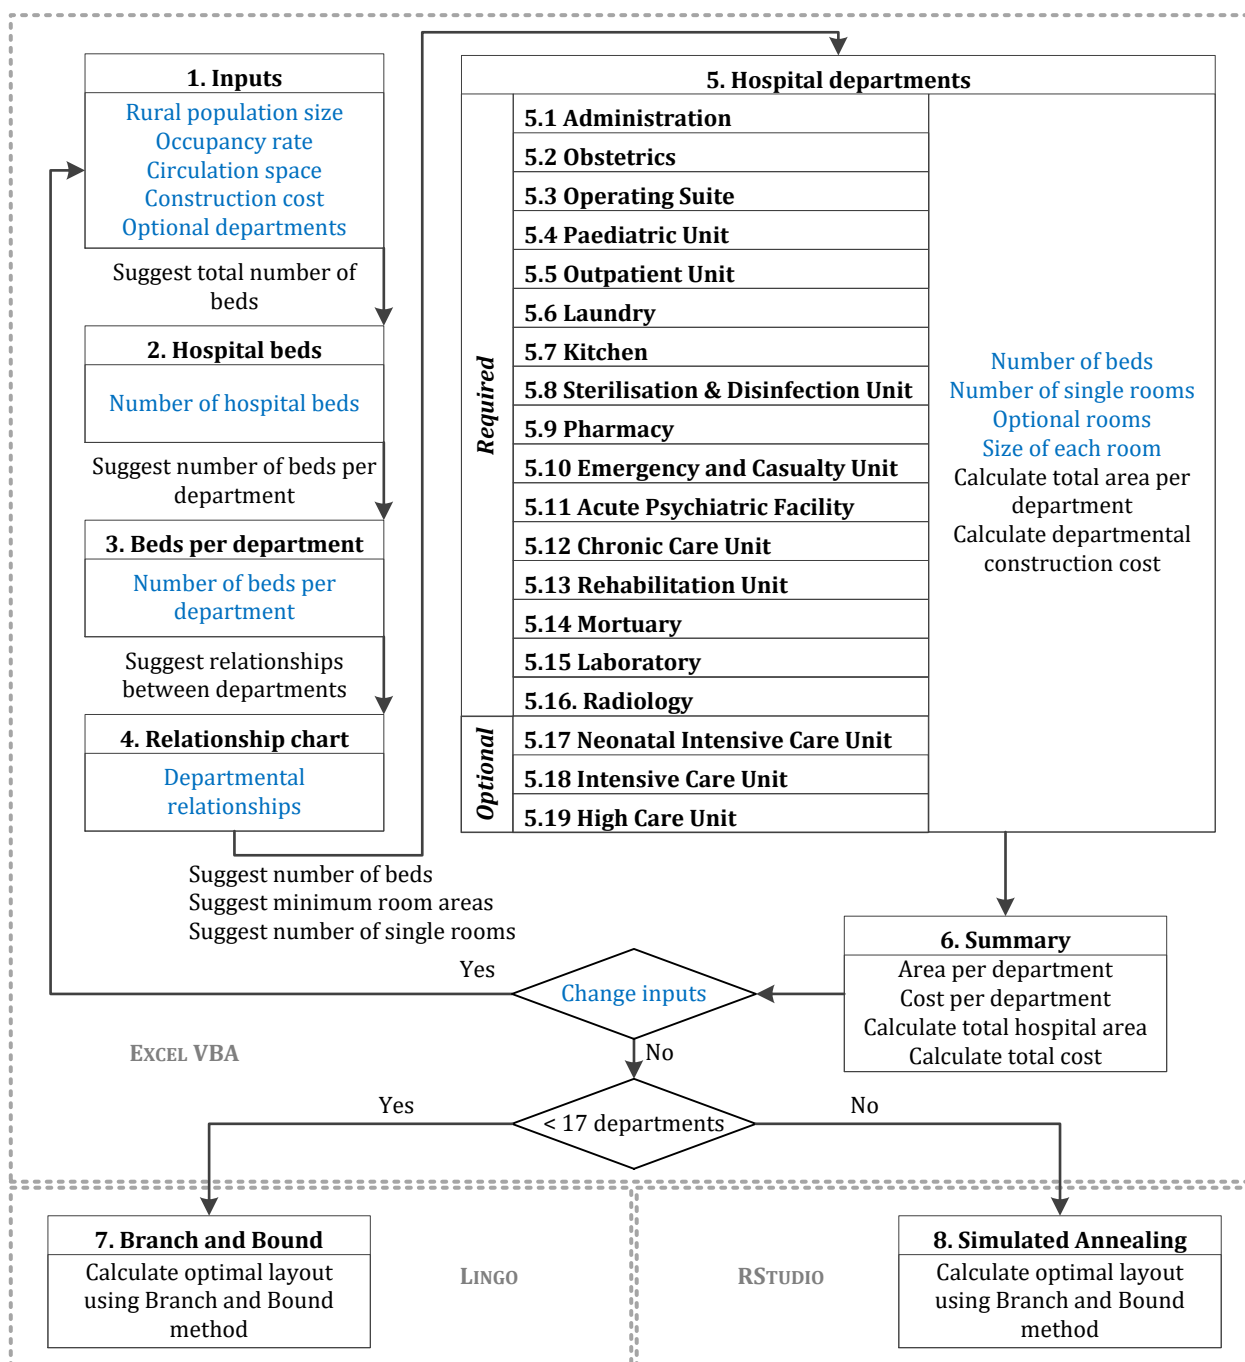 1. Inputs
Rural population size
Occupancy rate
Circulation space
Construction cost
Optional departments
Suggest total number of
beds
2. Hospital beds
Number of hospital beds
Suggest number of beds per
department
3. Beds per department
Number of beds per
department
Suggest relationships
between departments
4. Relationship chart
Departmental
relationships
Suggest number of beds
Suggest minimum room areas
Suggest number of single rooms
5. Hospital departments
Required
5.1 Administration
5.2 Obstetrics
5.3 Operating Suite
5.4 Paediatric Unit
5.5 Outpatient Unit
5.6 Laundry
5.7 Kitchen
5.8 Sterilisation & Disinfection Unit
5.9 Pharmacy
5.10 Emergency and Casualty Unit
5.11 Acute Psychiatric Facility
5.12 Chronic Care Unit
5.13 Rehabilitation Unit
5.14 Mortuary
5.15 Laboratory
5.16. Radiology
Optional
5.17 Neonatal Intensive Care Unit
5.18 Intensive Care Unit
5.19 High Care Unit
Number of beds
Number of single rooms
Optional rooms
Size of each room
Calculate total area per
department
Calculate departmental
construction cost
6. Summary
Area per department
Cost per department
Calculate total hospital area
Calculate total cost
Yes
Change inputs
No
EXCEL VBA
Yes
< 17 departments
No
7. Branch and Bound
Calculate optimal layout
using Branch and Bound
method
LINGO
RSTUDIO
8. Simulated Annealing
Calculate optimal layout
using Branch and Bound
method